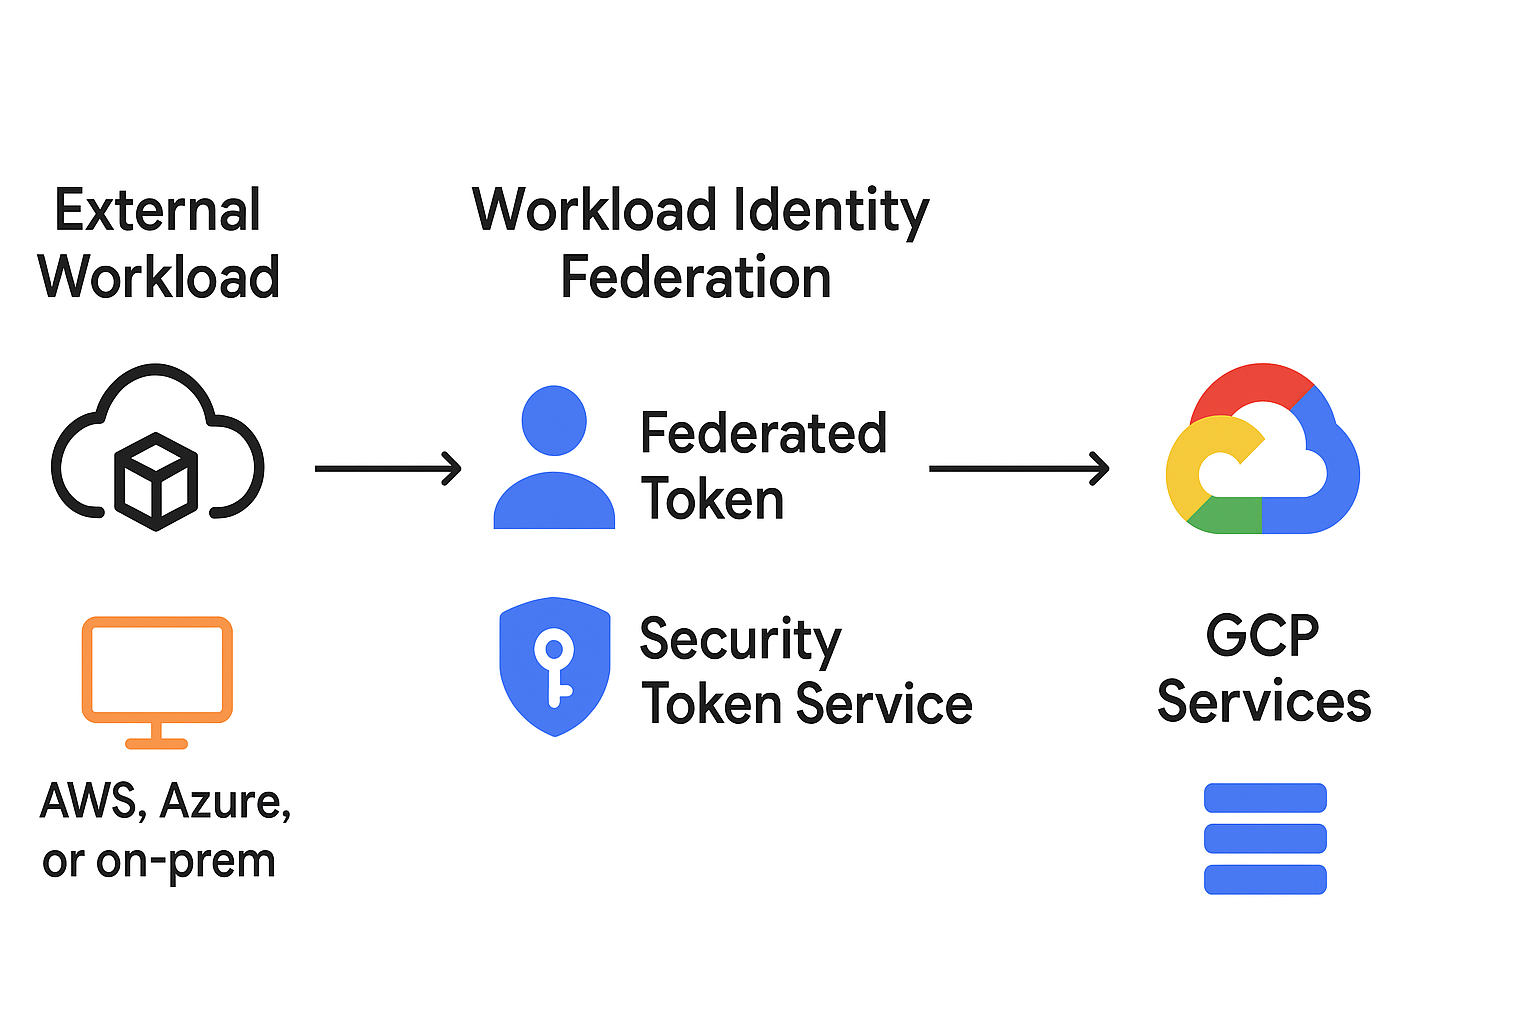 External
Workload
Workload Identity
Federation
Federated
Token
Security
Token Service
GCP
Services
AWS, Azure,
or on-prem